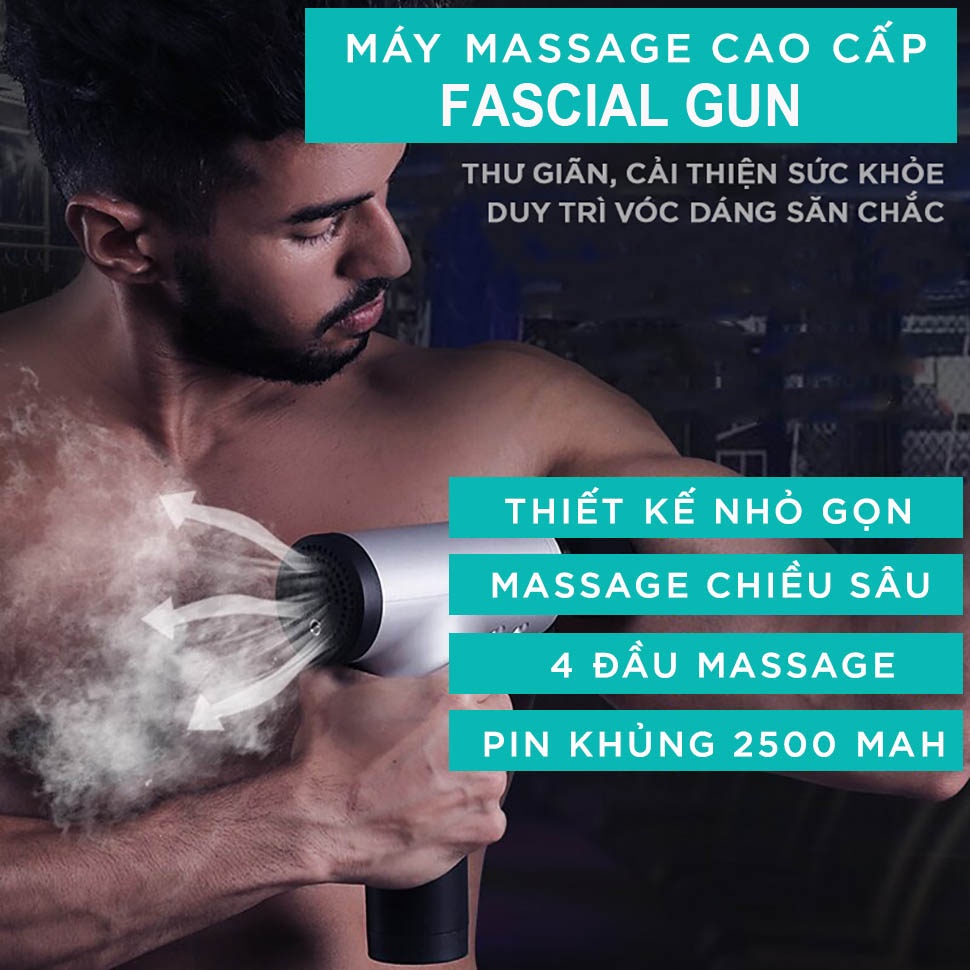 MÁY MASSAGE CAO CẤP
FASCIAL GUN
THƯ GIÃN, CẢI THIỆN SỨC KHỎE
DUY TRÌ VÓC DÁNG SĂN CHẮC
THIẾT KẾ NHỎ GỌN
MASSAGE CHIỀU SÂU
4 ĐẦU MASSAGE
PIN KHỦNG 2500 MAH